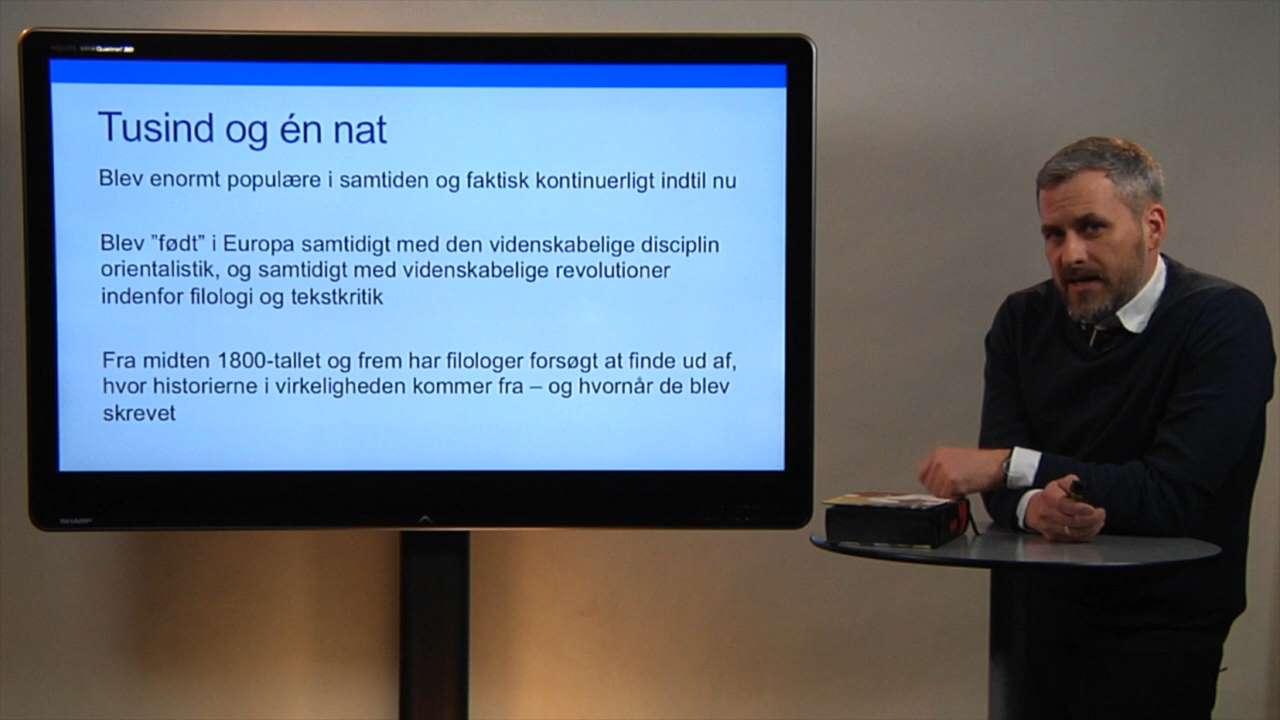 Tusind og én nat
Blev enormt populære i samtiden og faktisk kontinuerligt indtil nu
Blev ”født” i Europa samtidigt med den videnskabelige disciplin
orientalistik, og samtidigt med videnskabelige revolutioner
indenfor filologi og tekstkritik
Fra midten 1800-tallet og frem har filologer forsøgt at finde ud af,
hvor historierne i virkeligheden kommer fra – og hvornår de blev
skrevet
SHARP